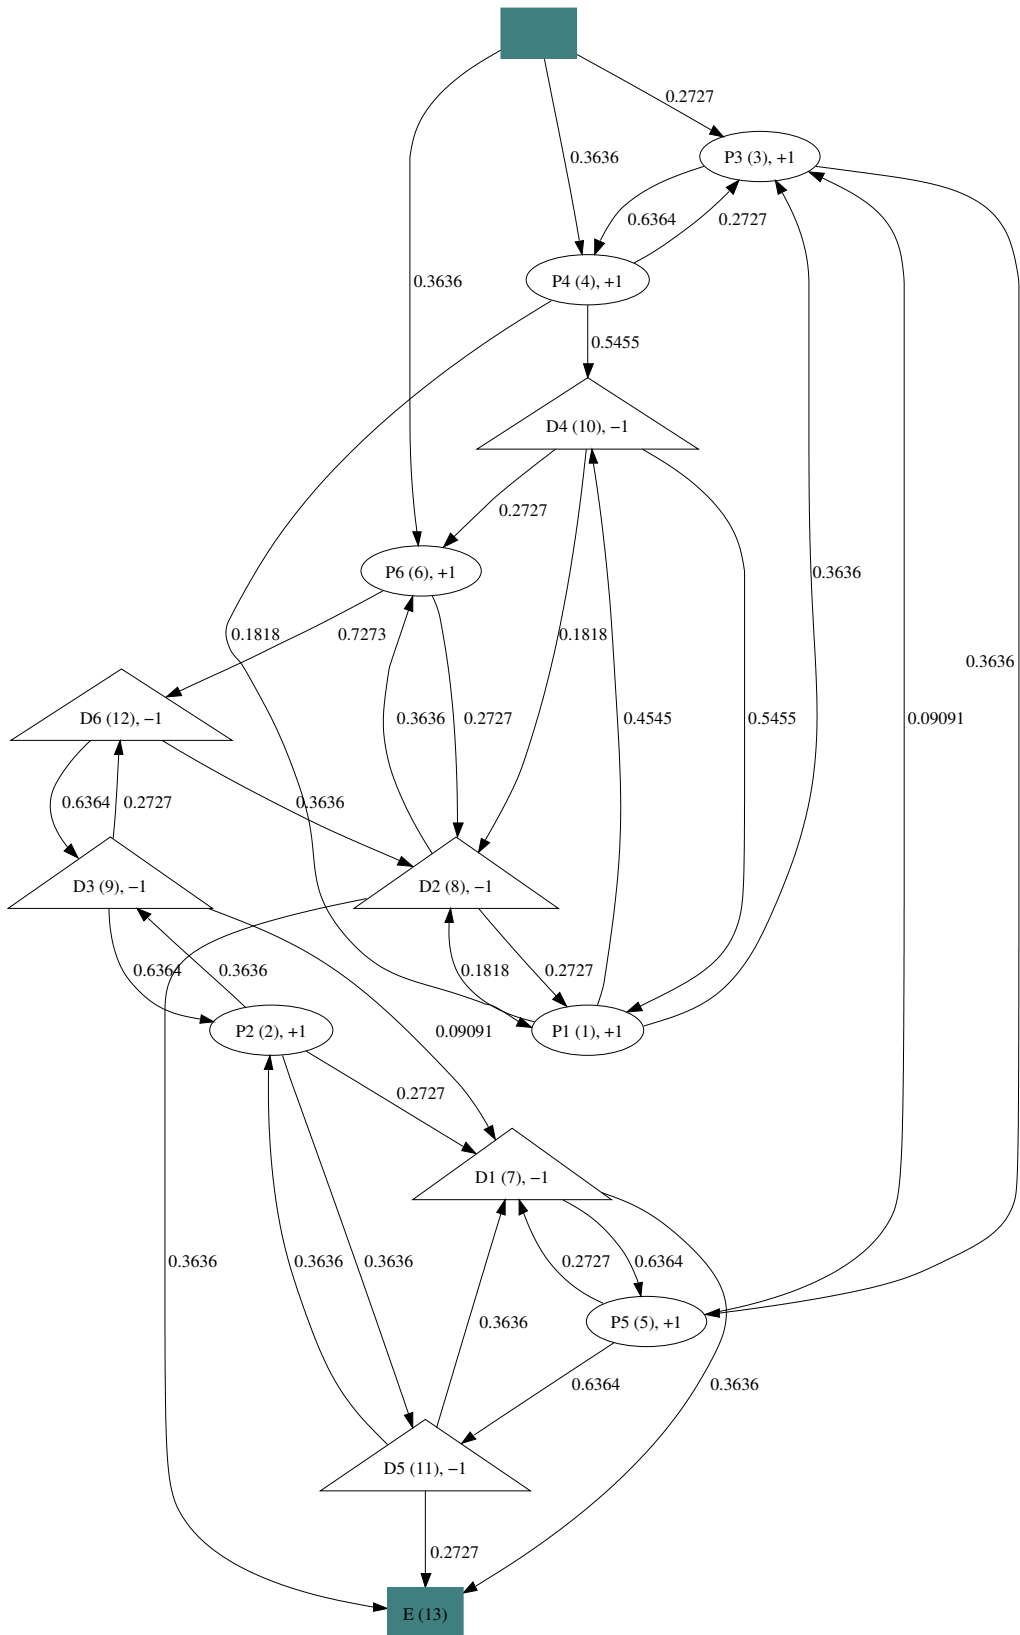 0.2727
P3 (3), +1
0.3636
0.6364
0.2727
P4 (4), +1
0.3636
0.5455
D4 (10), −1
0.2727
P6 (6), +1
0.3636
0.1818
0.7273
0.1818
0.3636
D6 (12), −1
0.3636
0.2727
0.4545
0.5455
0.09091
0.6364
0.2727
0.3636
D3 (9), −1
D2 (8), −1
0.6364
0.3636
0.1818
0.2727
P2 (2), +1
0.09091
P1 (1), +1
0.2727
D1 (7), −1
0.3636
0.3636
0.3636
0.2727
0.6364
0.3636
P5 (5), +1
0.6364
0.3636
D5 (11), −1
0.2727
E (13)